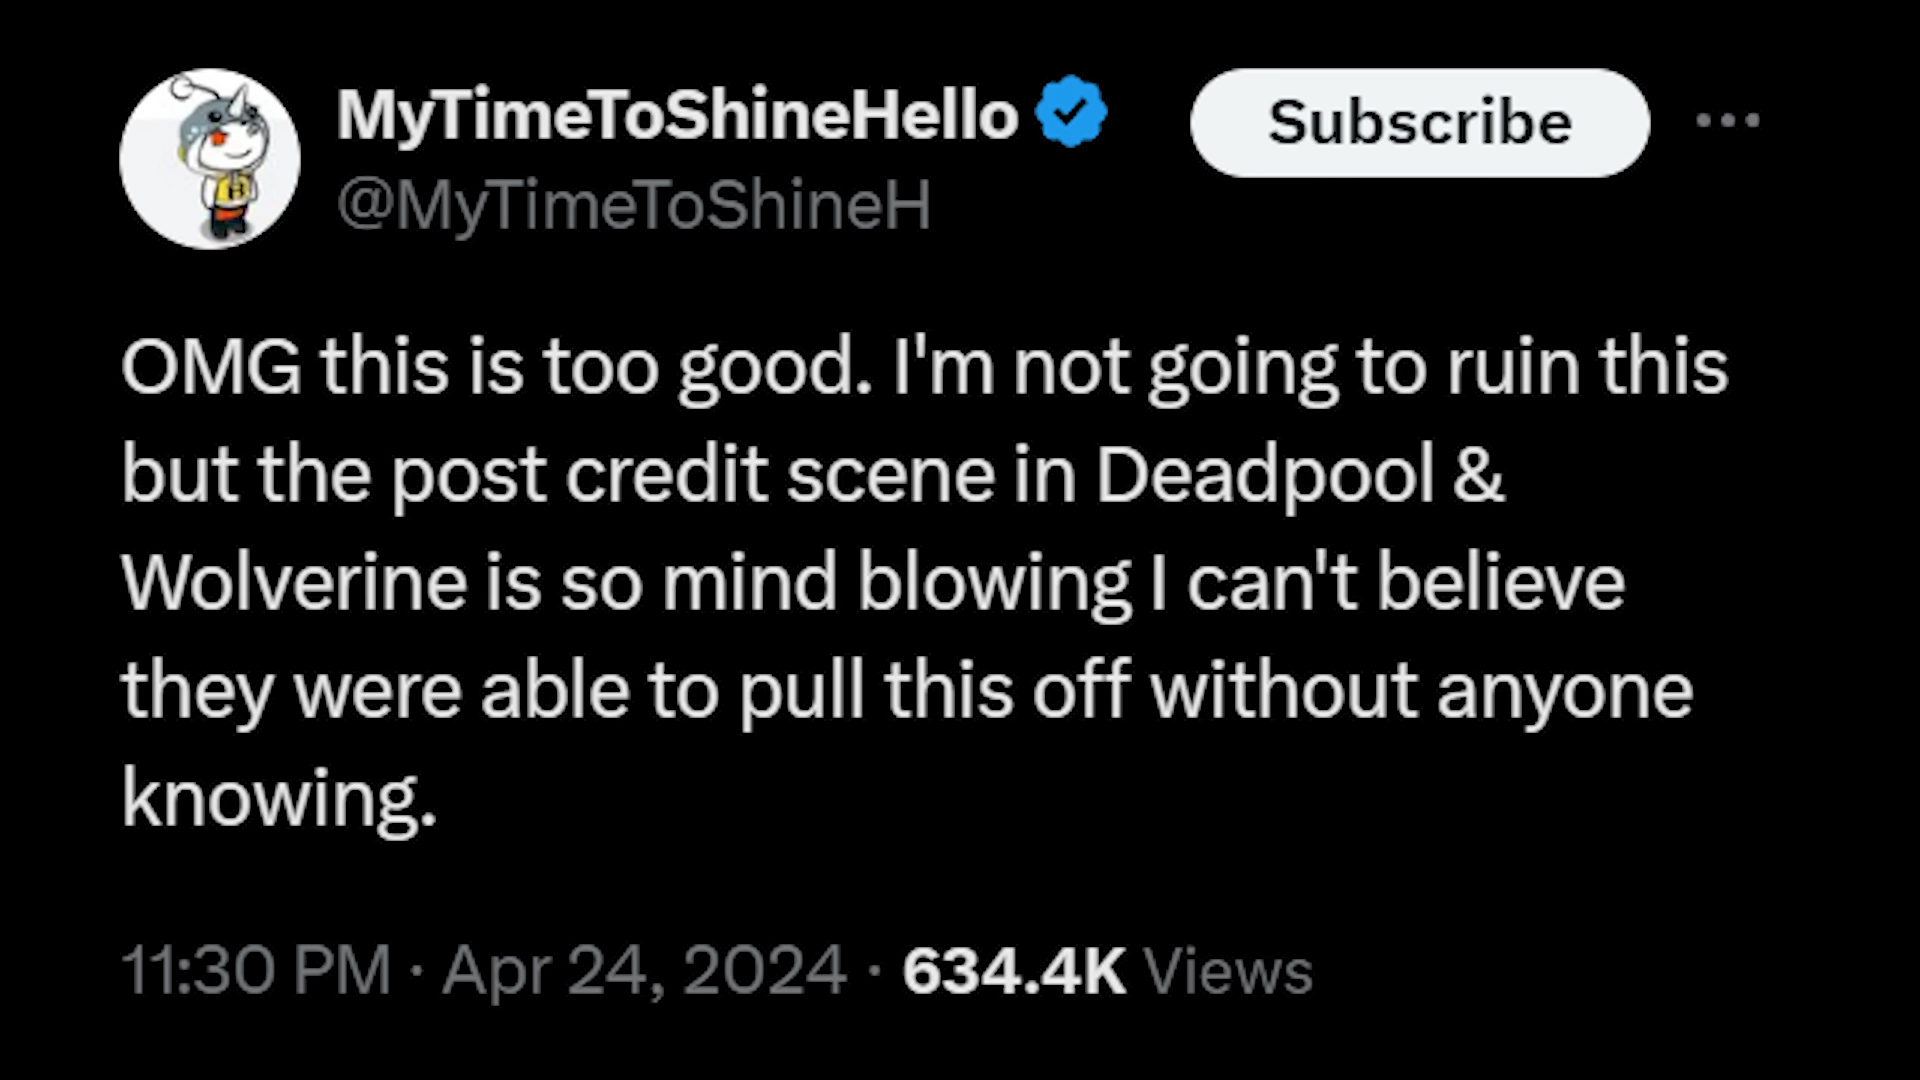 MyTimeToShineHello
Subscribe
@MyTimeToShineH
OMG this is too good. I'm not going to ruin this
but the post credit scene in Deadpool &
Wolverine is so mind blowing I can't believe
they were able to pull this off without anyone
knowing.
11:30 PM · Apr 24, 2024 · 634.4K Views